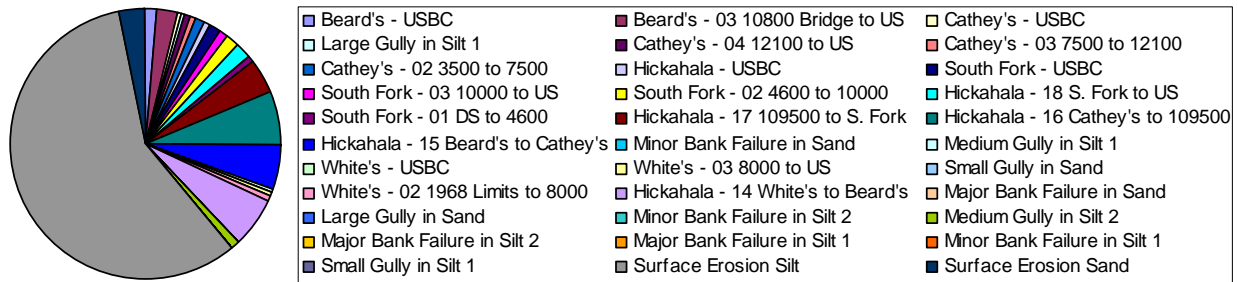 Beard's - USBC
Beard's - 03 10800 Bridge to US
Cathey's - USBC
Large Gully in Silt 1
Cathey's - 04 12100 to US
Cathey's - 03 7500 to 12100
Cathey's - 02 3500 to 7500
Hickahala - USBC
South Fork - USBC
South Fork - 03 10000 to US
South Fork - 02 4600 to 10000
Hickahala - 18 S. Fork to US
South Fork - 01 DS to 4600
Hickahala - 17 109500 to S. Fork
Hickahala - 16 Cathey's to 109500
Hickahala - 15 Beard's to Cathey's
Minor Bank Failure in Sand
Medium Gully in Silt 1
White's - USBC
White's - 03 8000 to US
Small Gully in Sand
White's - 02 1968 Limits to 8000
Hickahala - 14 White's to Beard's
Major Bank Failure in Sand
Large Gully in Sand
Minor Bank Failure in Silt 2
Medium Gully in Silt 2
Major Bank Failure in Silt 2
Major Bank Failure in Silt 1
Minor Bank Failure in Silt 1
Small Gully in Silt 1
Surface Erosion Silt
Surface Erosion Sand